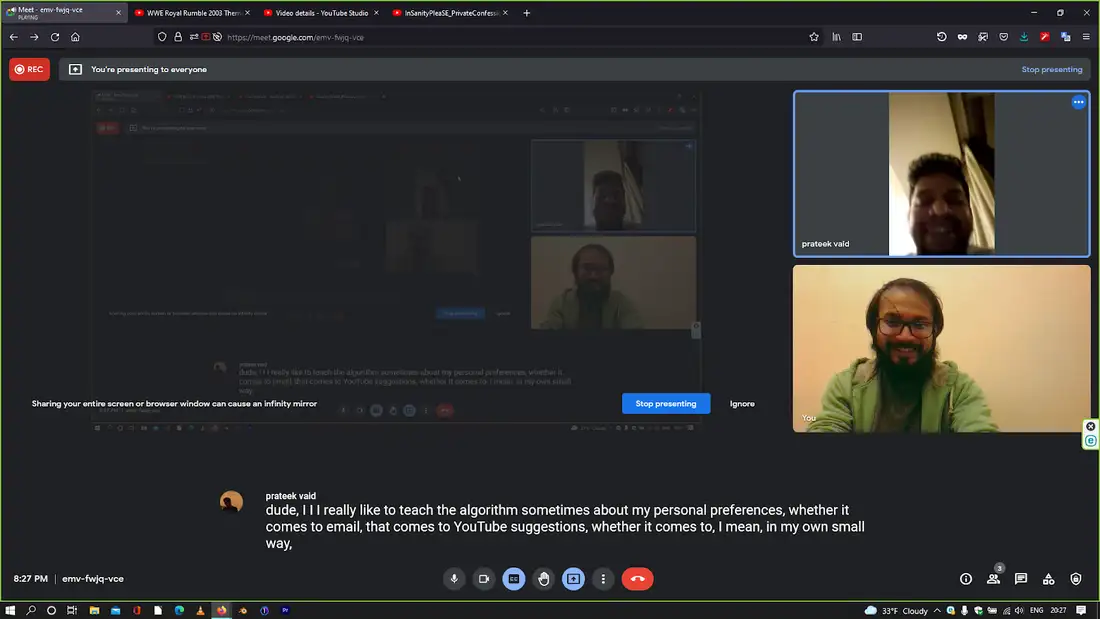 Meet - emv-fwjq-vce
PLAYING
WWE Royal Rumble 2003 Them
Video details - YouTube Studio
InSanityPleaSE_PrivateConfessi
https://meet.google.com/emv-fwjq-vce
REC
You're presenting to everyone
Stop presenting
prateek vaid
You
Sharing your entire screen or browser window can cause an infinity mirror
Stop presenting
Ignore
prateek vaid
dude, I I I really like to teach the algorithm sometimes about my personal preferences, whether it
comes to email, that comes to YouTube suggestions, whether it comes to, I mean, in my own small
way,
8:27 PM | emv-fwjq-vce
3
33°F Cloudy
ENG
20:27